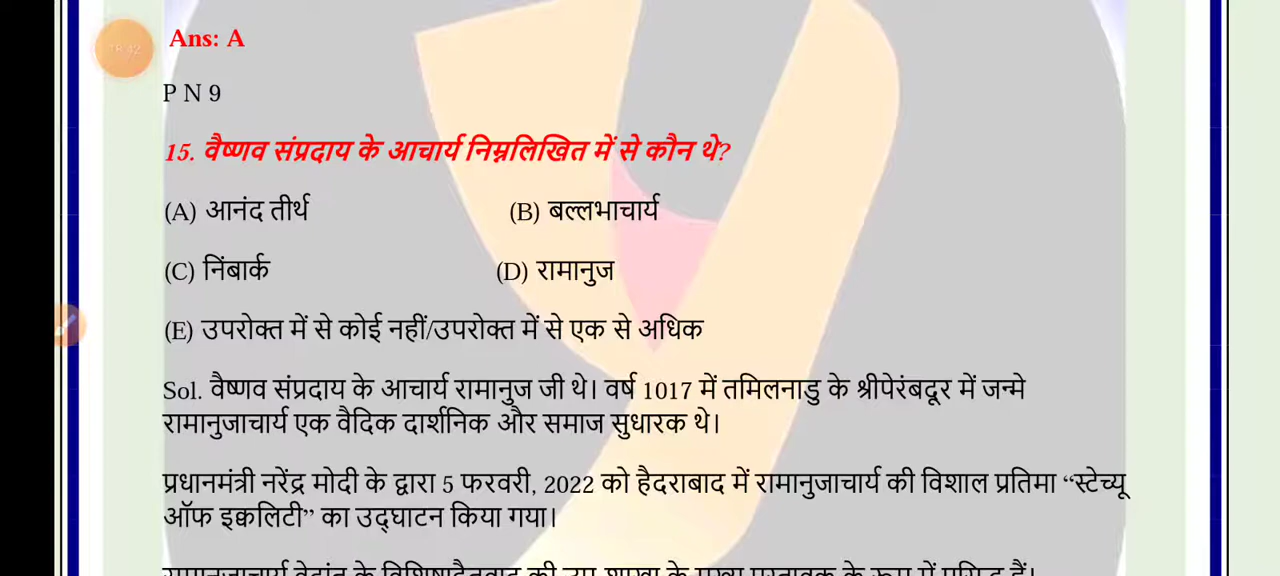 Ans: A
P N 9
15. वैष्णव संप्रदाय के आचार्य निम्नलिखित में से कौन थे?
(A) आनंद तीर्थ (B) बल्लभाचार्य
(C) निंबार्क (D) रामानुज
(E) उपरोक्त में से कोई नहीं/उपरोक्त में से एक से अधिक
Sol. वैष्णव संप्रदाय के आचार्य रामानुज जी थे। वर्ष 1017 में तमिलनाडु के श्रीपेरंबदूर में जन्मे
रामानुजाचार्य एक वैदिक दार्शनिक और समाज सुधारक थे।
प्रधानमंत्री नरेंद्र मोदी के द्वारा 5 फरवरी, 2022 को हैदराबाद में रामानुजाचार्य की विशाल प्रतिमा “स्टेच्यू
ऑफ इक्वलिटी” का उद्घाटन किया गया।